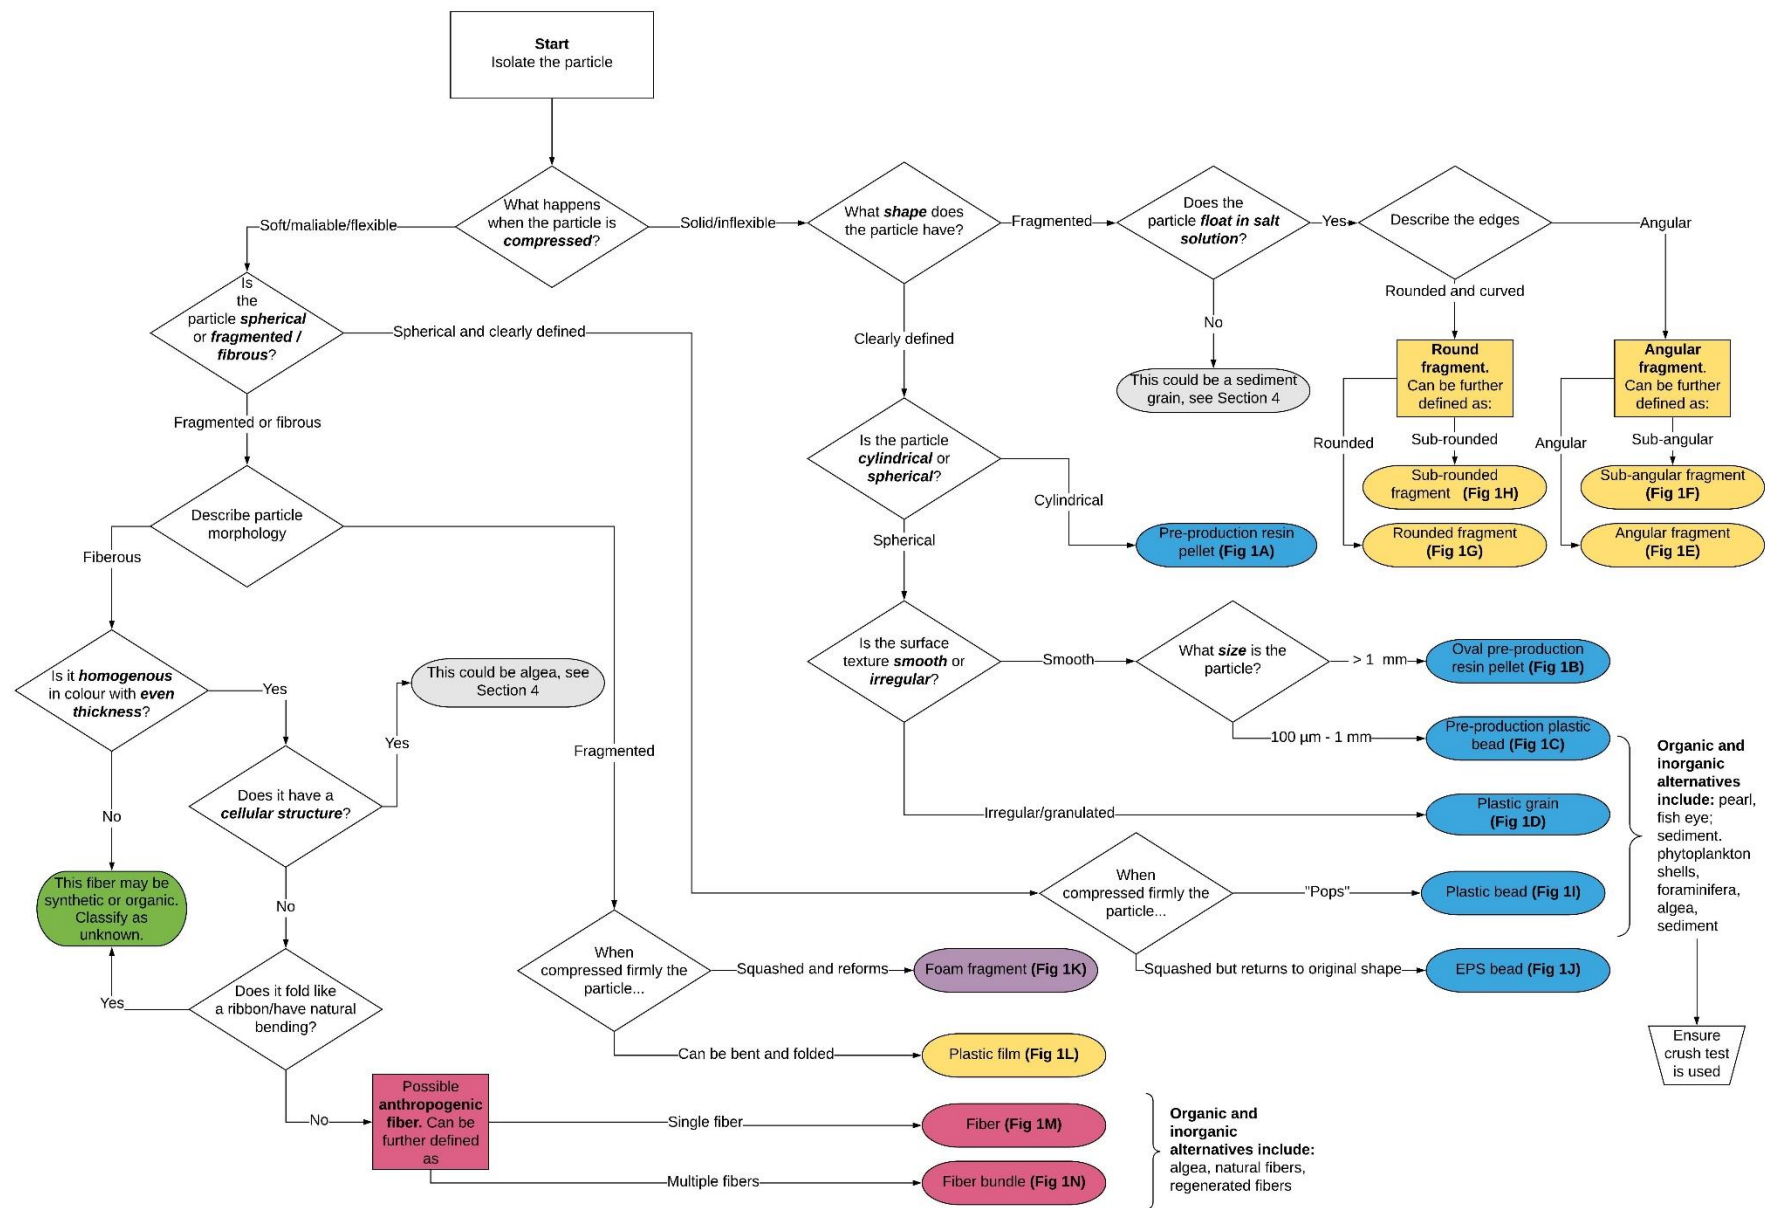 Start
Isolate the particle
What happens
when the particle is
compressed?
Soft/maliable/flexible
Solid/inflexible
What shape does
the particle have?
Fragmented
Does the
particle float in salt
solution?
Yes
Describe the edges
Angular
Rounded and curved
No
This could be a sediment
grain, see Section 4
Round
fragment.
Can be further
defined as:
Angular
fragment.
Can be further
defined as:
Rounded
Sub-rounded
Angular
Sub-angular
Sub-rounded
fragment (Fig 1H)
Sub-angular fragment
(Fig 1F)
Rounded fragment
(Fig 1G)
Angular fragment
(Fig 1E)
Is
the
particle spherical
or fragmented /
fibrous?
Spherical and clearly defined
Clearly defined
Fragmented or fibrous
Is the particle
cylindrical or
spherical?
Cylindrical
Pre-production resin
pellet (Fig 1A)
Spherical
Describe particle
morphology
Fiberous
Fragmented
Is the surface
texture smooth or
irregular?
Smooth
What size is the
particle?
> 1 mm
Oval pre-production
resin pellet (Fig 1B)
100 µm - 1 mm
Pre-production plastic
bead (Fig 1C)
Irregular/granulated
Plastic grain
(Fig 1D)
Is it homogenous
in colour with even
thickness?
Yes
This could be algea, see
Section 4
Yes
No
Does it have a
cellular structure?
No
This fiber may be
synthetic or organic.
Classify as
unknown.
Yes
Does it fold like
a ribbon/have natural
bending?
No
When
compressed firmly the
particle...
"Pops"
Plastic bead (Fig 1I)
Squashed but returns to original shape
EPS bead (Fig 1J)
When
compressed firmly the
particle...
Squashed and reforms
Foam fragment (Fig 1K)
Can be bent and folded
Plastic film (Fig 1L)
Possible
anthropogenic
fiber. Can be
further defined
as
Single fiber
Fiber (Fig 1M)
Multiple fibers
Fiber bundle (Fig 1N)
Organic and
inorganic
alternatives include:
algea, natural fibers,
regenerated fibers
Organic and
inorganic
alternatives
include: pearl,
fish eye;
sediment.
phytoplankton
shells,
foraminifera,
algea,
sediment
Ensure
crush test
is used